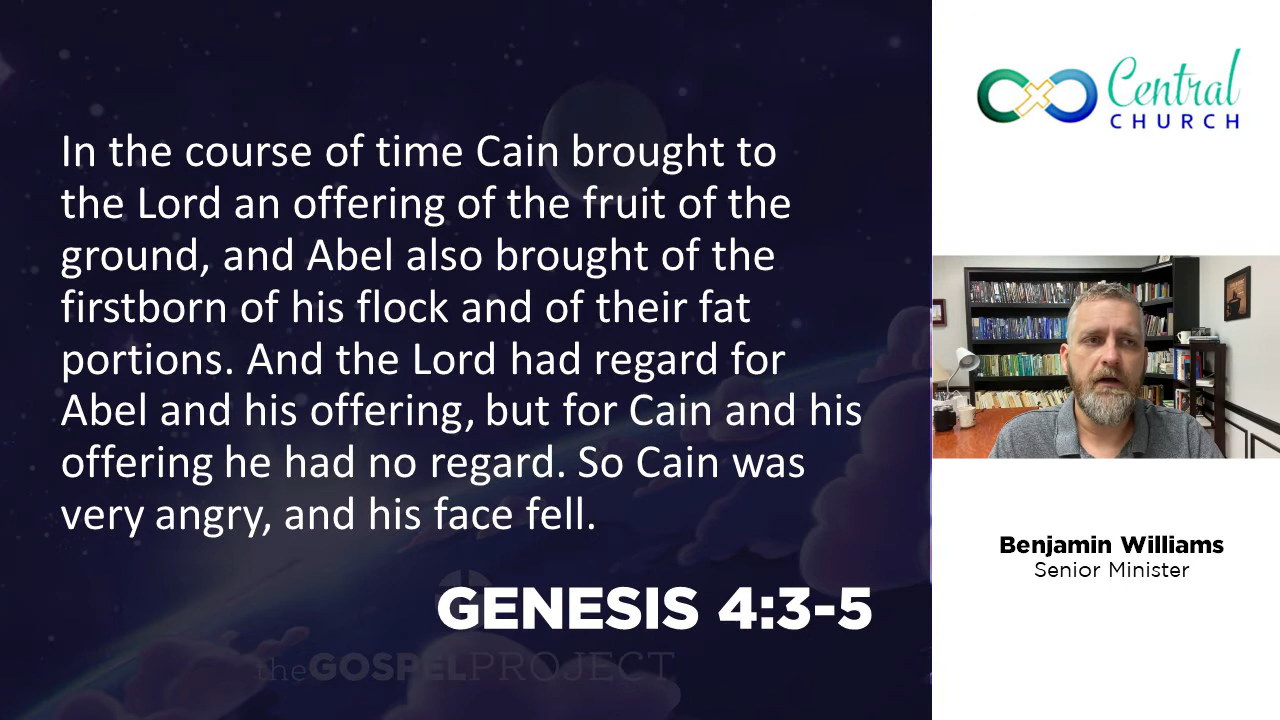 In the course of time Cain brought to
the Lord an offering of the fruit of the
ground, and Abel also brought of the
firstborn of his flock and of their fat
portions. And the Lord had regard for
Abel and his offering, but for Cain and his
offering he had no regard. So Cain was
very angry, and his face fell.
GENESIS 4:3-5
theGOSPELPROJECT
Central
CHURCH
Benjamin Williams
Senior Minister